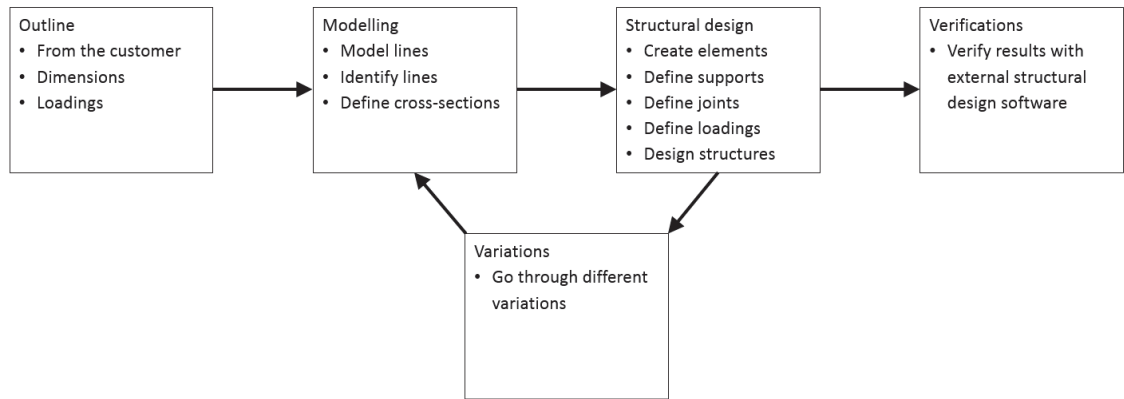 Outline
• From the customer
• Dimensions
• Loadings
Modelling
• Model lines
• Identify lines
• Define cross-sections
Structural design
• Create elements
• Define supports
• Define joints
• Define loadings
• Design structures
Verifications
• Verify results with
external structural
design software
Variations
• Go through different
variations